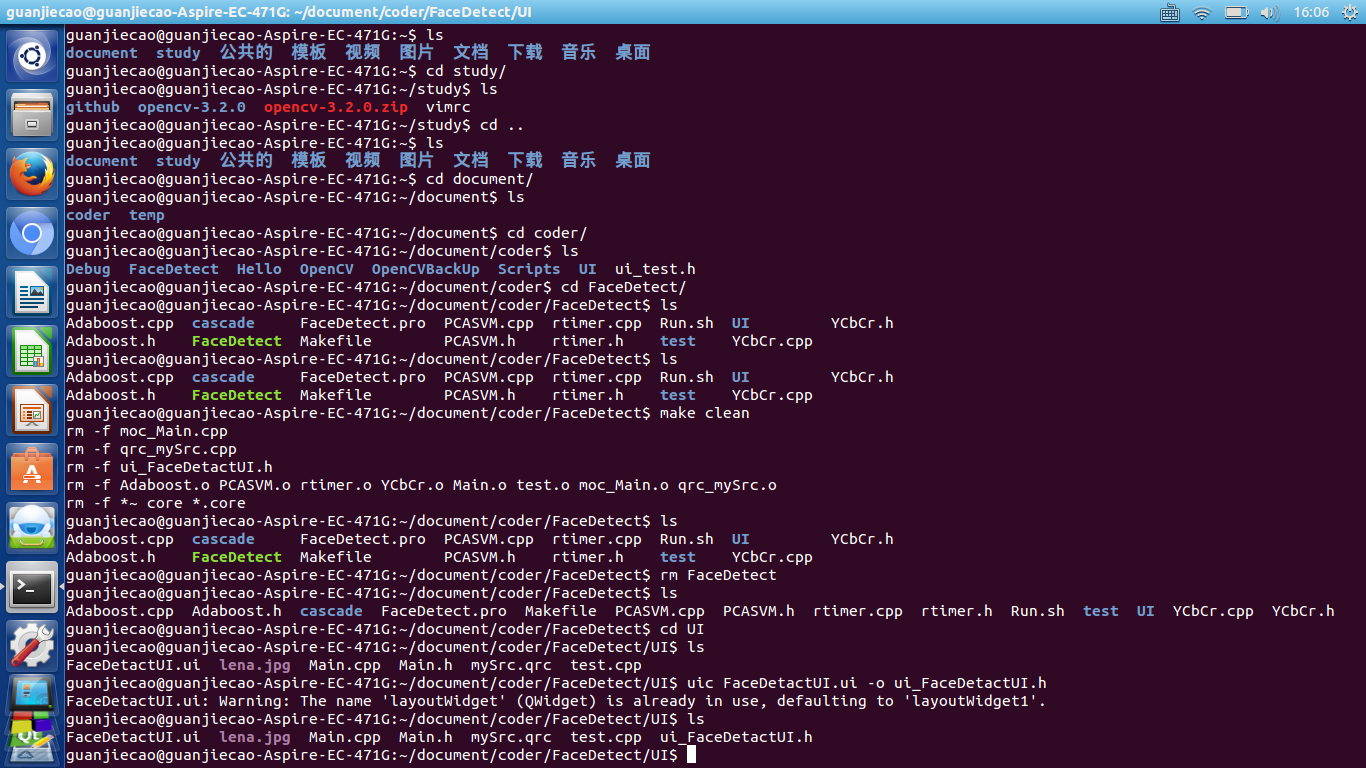 guanjiecao@guanjiecao-Aspire-EC-471G: ~/document/coder/FaceDetect/UI 16:06
guanjiecao@guanjiecao-Aspire-EC-471G:~$ ls
document  study  公共的  模板  视频  图片  文档  下载  音乐  桌面
guanjiecao@guanjiecao-Aspire-EC-471G:~$ cd study/
guanjiecao@guanjiecao-Aspire-EC-471G:~/study$ ls
github  opencv-3.2.0  opencv-3.2.0.zip  vimrc
guanjiecao@guanjiecao-Aspire-EC-471G:~/study$ cd ..
guanjiecao@guanjiecao-Aspire-EC-471G:~$ ls
document  study  公共的  模板  视频  图片  文档  下载  音乐  桌面
guanjiecao@guanjiecao-Aspire-EC-471G:~$ cd document/
guanjiecao@guanjiecao-Aspire-EC-471G:~/document$ ls
coder  temp
guanjiecao@guanjiecao-Aspire-EC-471G:~/document$ cd coder/
guanjiecao@guanjiecao-Aspire-EC-471G:~/document/coder$ ls
Debug  FaceDetect  Hello  OpenCV  OpenCVBackUp  Scripts  UI  ui_test.h
guanjiecao@guanjiecao-Aspire-EC-471G:~/document/coder$ cd FaceDetect/
guanjiecao@guanjiecao-Aspire-EC-471G:~/document/coder/FaceDetect$ ls
Adaboost.cpp  cascade     FaceDetect.pro  PCASVM.cpp  rtimer.cpp  Run.sh  UI         YCbCr.h
Adaboost.h    FaceDetect  Makefile        PCASVM.h    rtimer.h    test    YCbCr.cpp
guanjiecao@guanjiecao-Aspire-EC-471G:~/document/coder/FaceDetect$ ls
Adaboost.cpp  cascade     FaceDetect.pro  PCASVM.cpp  rtimer.cpp  Run.sh  UI         YCbCr.h
Adaboost.h    FaceDetect  Makefile        PCASVM.h    rtimer.h    test    YCbCr.cpp
guanjiecao@guanjiecao-Aspire-EC-471G:~/document/coder/FaceDetect$ make clean
rm -f moc_Main.cpp
rm -f qrc_mySrc.cpp
rm -f ui_FaceDetactUI.h
rm -f Adaboost.o PCASVM.o rtimer.o YCbCr.o Main.o test.o moc_Main.o qrc_mySrc.o
rm -f *~ core *.core
guanjiecao@guanjiecao-Aspire-EC-471G:~/document/coder/FaceDetect$ ls
Adaboost.cpp  cascade     FaceDetect.pro  PCASVM.cpp  rtimer.cpp  Run.sh  UI         YCbCr.h
Adaboost.h    FaceDetect  Makefile        PCASVM.h    rtimer.h    test    YCbCr.cpp
guanjiecao@guanjiecao-Aspire-EC-471G:~/document/coder/FaceDetect$ rm FaceDetect
guanjiecao@guanjiecao-Aspire-EC-471G:~/document/coder/FaceDetect$ ls
Adaboost.cpp  Adaboost.h  cascade  FaceDetect.pro  Makefile  PCASVM.cpp  PCASVM.h  rtimer.cpp  rtimer.h  Run.sh  test  UI  YCbCr.cpp  YCbCr.h
guanjiecao@guanjiecao-Aspire-EC-471G:~/document/coder/FaceDetect$ cd UI
guanjiecao@guanjiecao-Aspire-EC-471G:~/document/coder/FaceDetect/UI$ ls
FaceDetactUI.ui  lena.jpg  Main.cpp  Main.h  mySrc.qrc  test.cpp
guanjiecao@guanjiecao-Aspire-EC-471G:~/document/coder/FaceDetect/UI$ uic FaceDetactUI.ui -o ui_FaceDetactUI.h
FaceDetactUI.ui: Warning: The name 'layoutWidget' (QWidget) is already in use, defaulting to 'layoutWidget1'.
guanjiecao@guanjiecao-Aspire-EC-471G:~/document/coder/FaceDetect/UI$ ls
FaceDetactUI.ui  lena.jpg  Main.cpp  Main.h  mySrc.qrc  test.cpp  ui_FaceDetactUI.h
guanjiecao@guanjiecao-Aspire-EC-471G:~/document/coder/FaceDetect/UI$